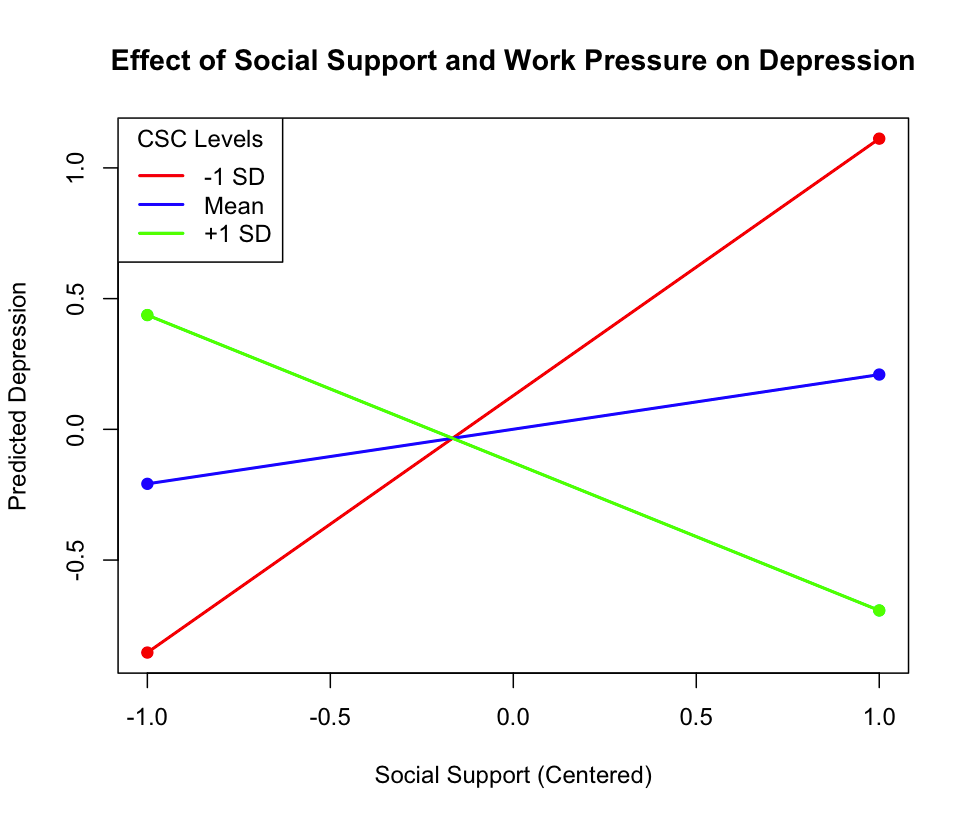 Effect of Social Support and Work Pressure on Depression
CSC Levels
-1 SD
Mean
+1 SD
Predicted Depression
1.0
0.5
0.0
-0.5
-1.0
-0.5
0.0
0.5
1.0
Social Support (Centered)